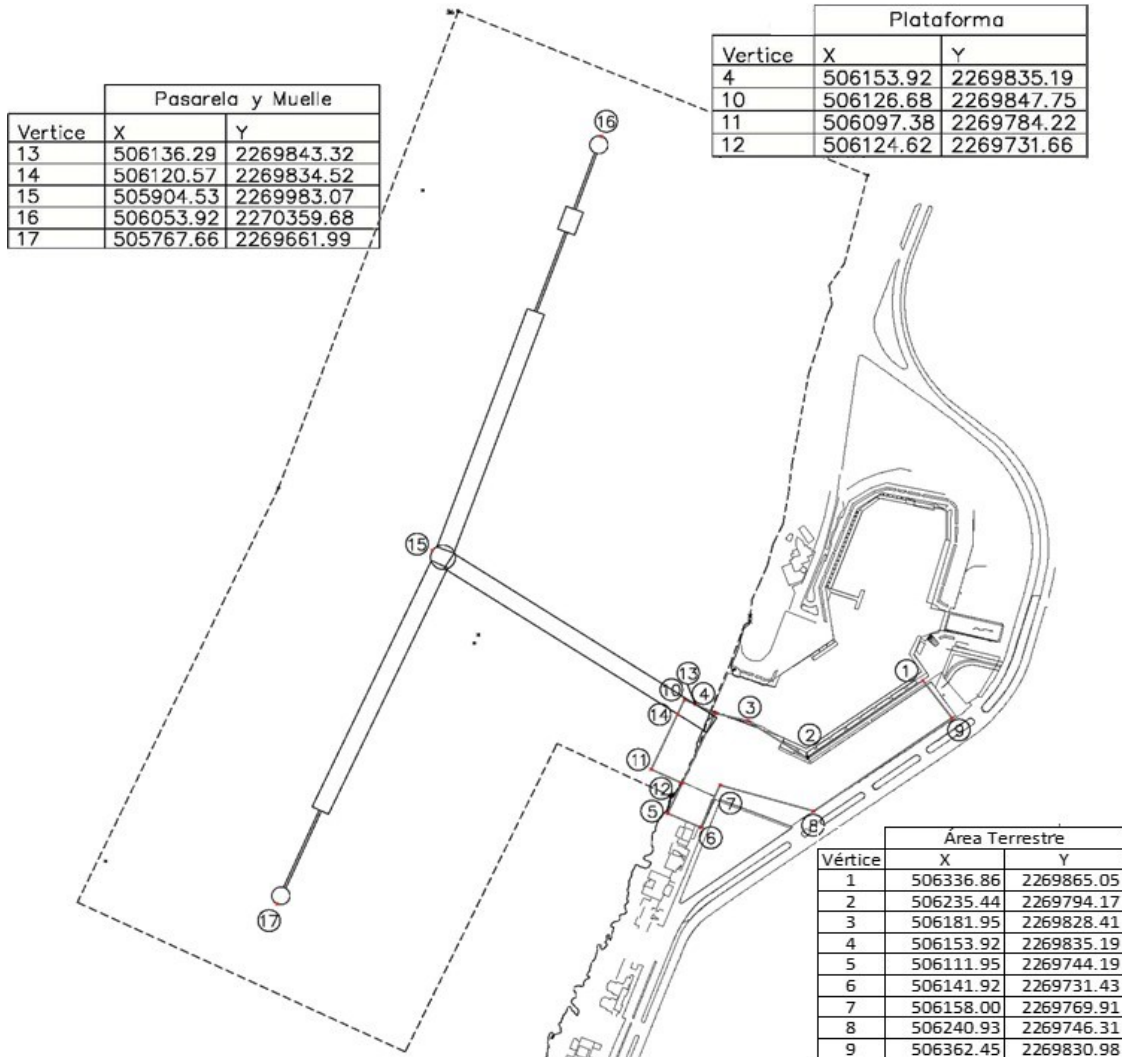 Plataforma
Vertice X Y
4 506153.92 2269835.19
10 506126.68 2269847.75
11 506097.38 2269784.22
12 506124.62 2269731.66
Pasarela y Muelle
Vertice X Y
13 506136.29 2269843.32
14 506120.57 2269834.52
15 505904.53 2269983.07
16 506053.92 2270359.68
17 505767.66 2269661.99
16
15
1
13
10
4
3
14
9
2
11
12
7
5
6
8
17
Área Terrestre
Vértice X Y
1 506336.86 2269865.05
2 506235.44 2269794.17
3 506181.95 2269828.41
4 506153.92 2269835.19
5 506111.95 2269744.19
6 506141.92 2269731.43
7 506158.00 2269769.91
8 506240.93 2269746.31
9 506362.45 2269830.98